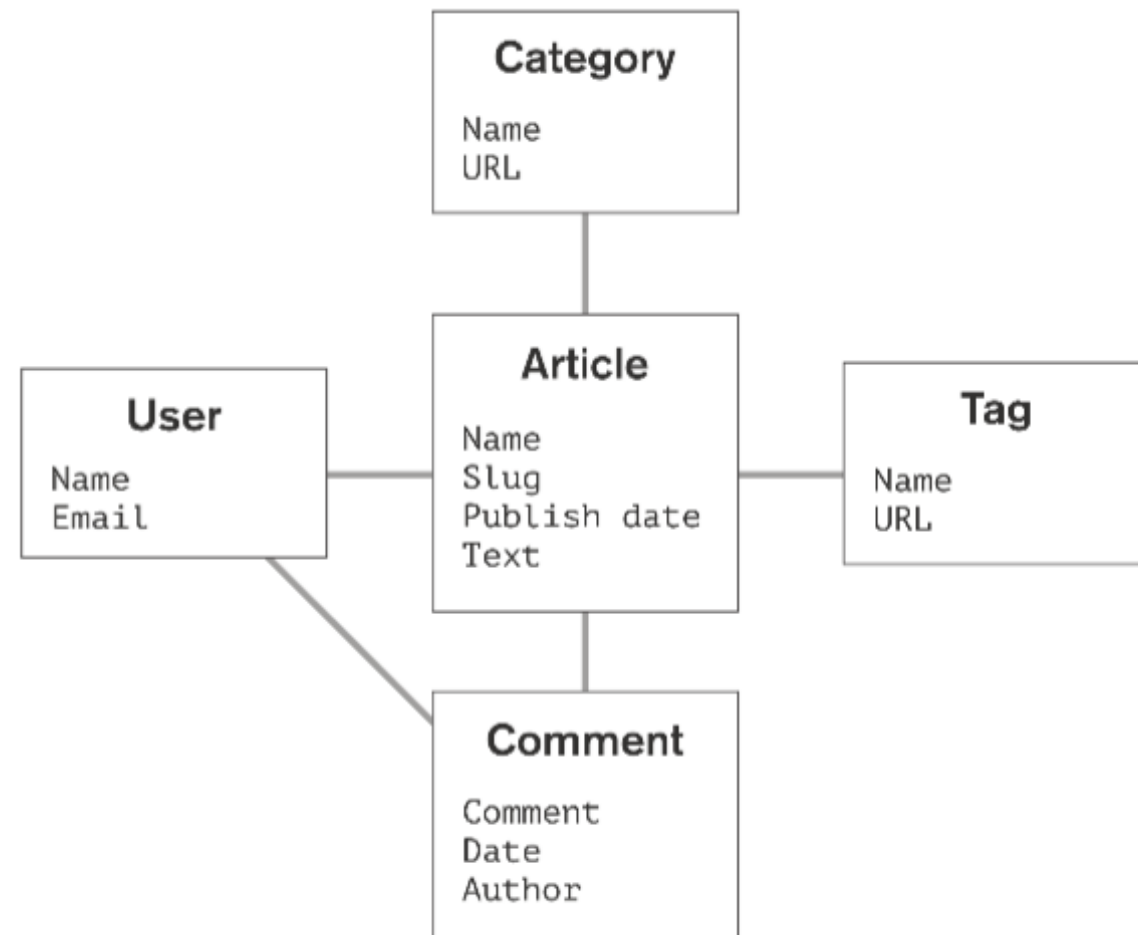 Category
Name
URL
Article
Name
Slug
Publish date
Text
User
Name
Email
Tag
Name
URL
Comment
Comment
Date
Author